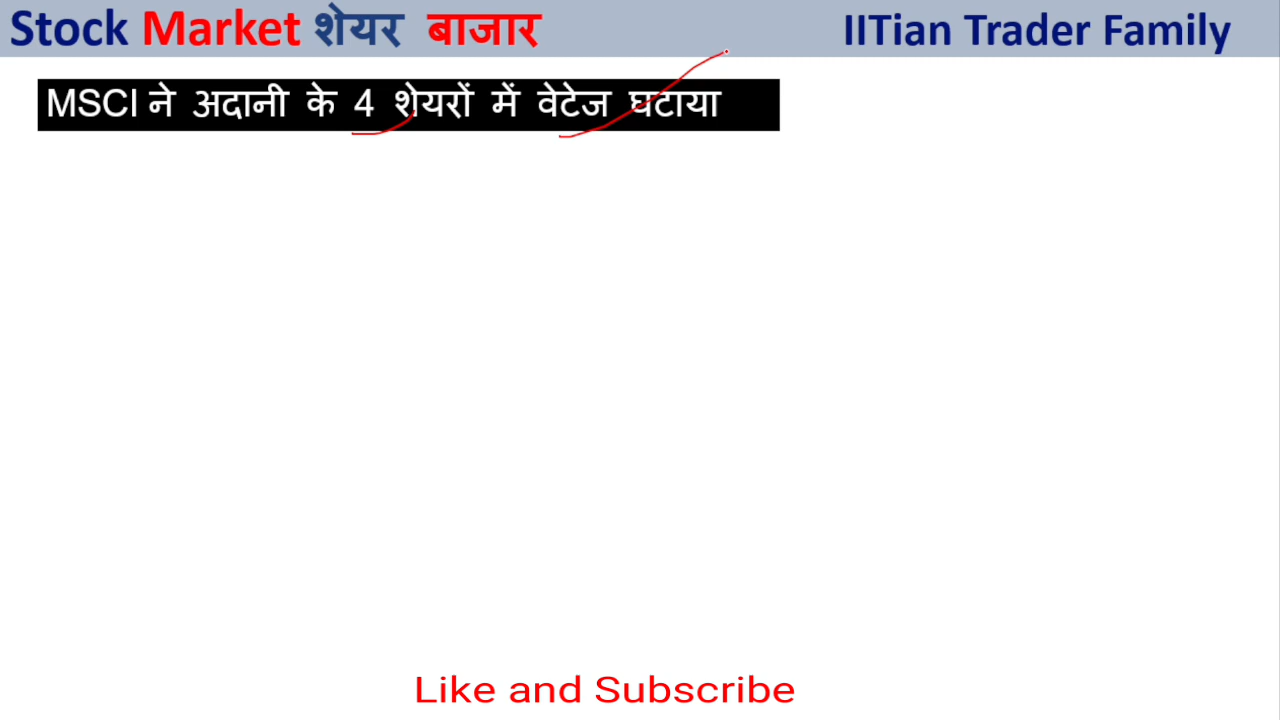 Stock Market शेयर बाजार IITian Trader Family
MSCI ने अदानी के 4 शेयरों में वेटेज घटाया
Like and Subscribe